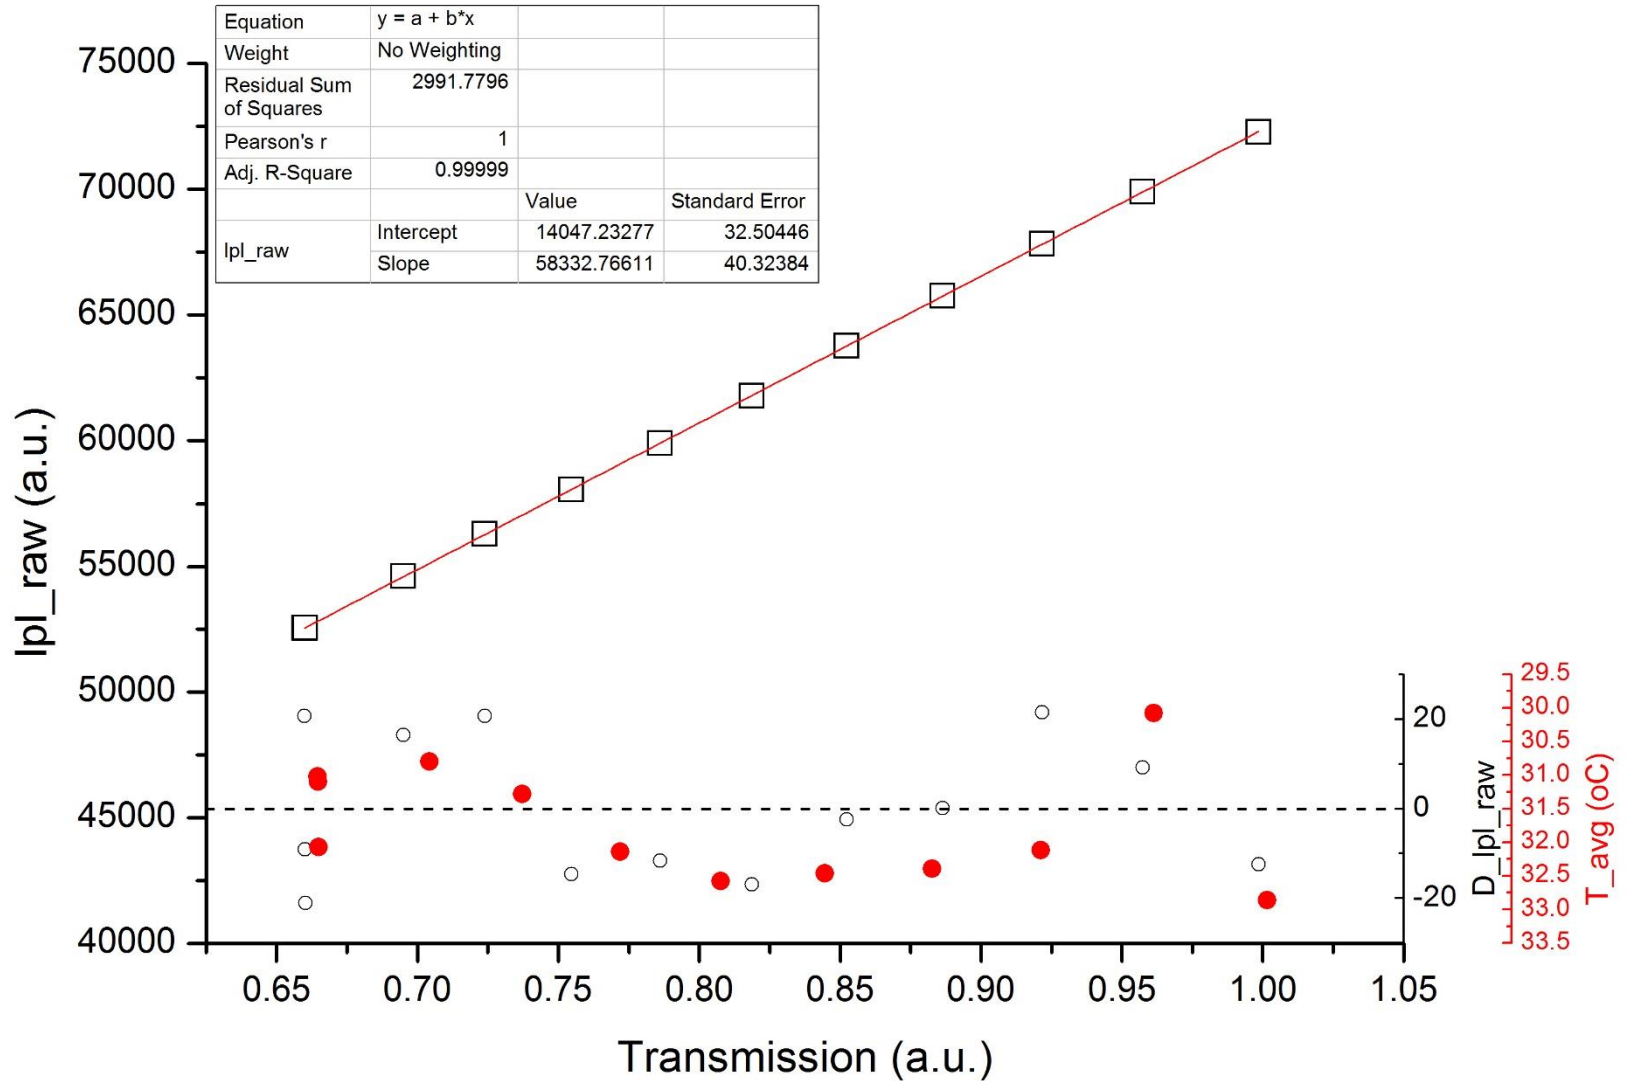 Equation y = a + b*x
Weight No Weighting
Residual Sum of Squares 2991.7796
Pearson's r 1
Adj. R-Square 0.99999
Value Standard Error
Ipl_raw
Intercept 14047.23277 32.50446
Slope 58332.76611 40.32384
75000
70000
65000
60000
55000
50000
45000
40000
Ipl_raw (a.u.)
0.65 0.70 0.75 0.80 0.85 0.90 0.95 1.00 1.05
Transmission (a.u.)
20
0
-20
D_Ipl_raw
29.5
30.0
30.5
31.0
31.5
32.0
32.5
33.0
33.5
T_avg (oC)